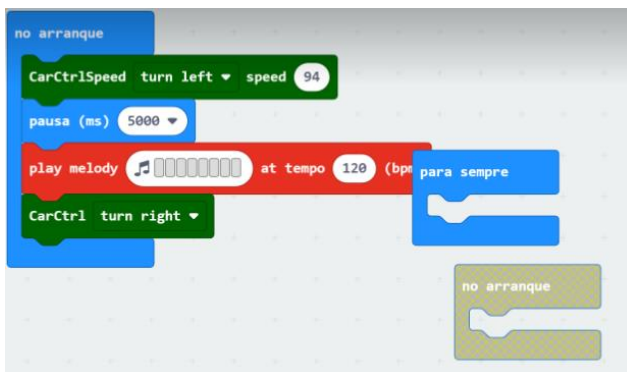 no arranque
CarCtrlSpeed turn left speed 94
pausa (ms) 5000
play melody at tempo 120 (bpm
para sempre
CarCtrl turn right
no arranque